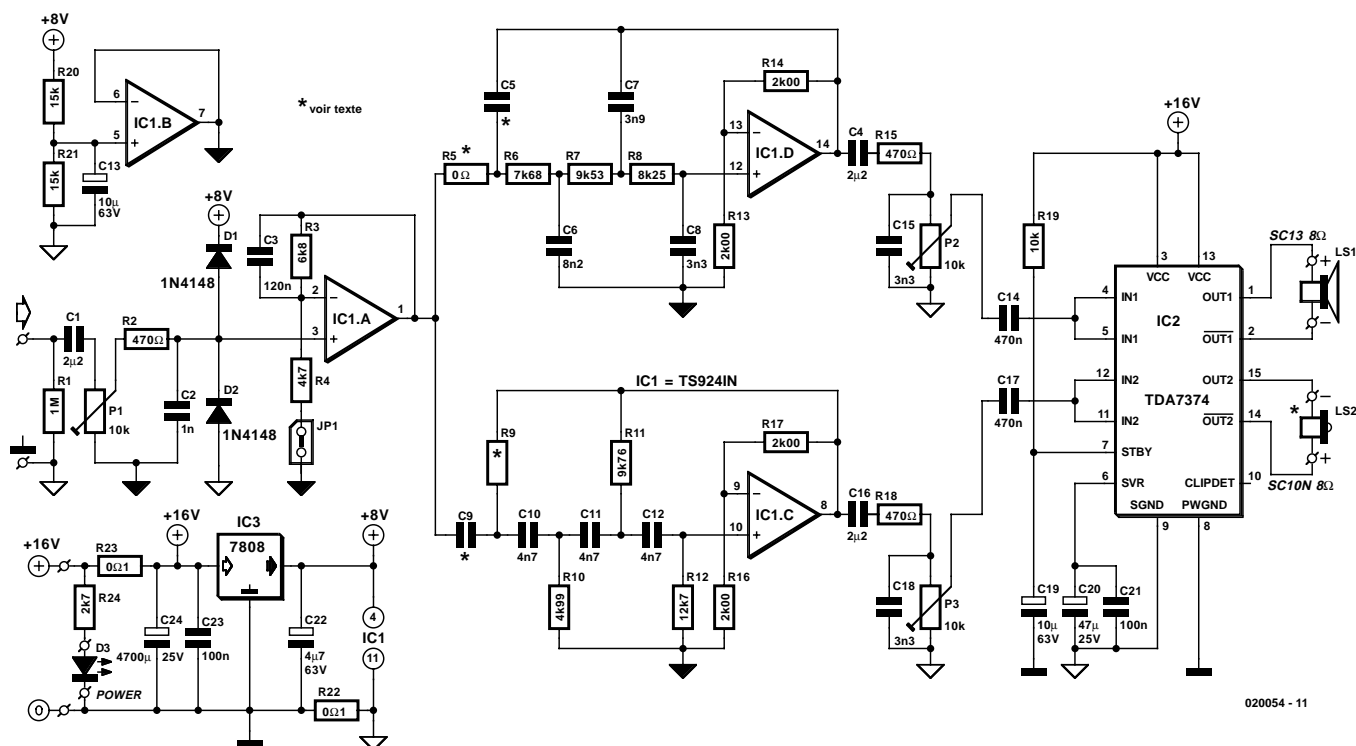 +8V
R20
15k
R21
15k
C13
10µ
63V
6
5
7
−
+
IC1.B
* voir texte
+8V
D1
1N4148
D2
1N4148
C1
2µ2
R1
1M
P1
10k
R2
470Ω
C2
1n
C3
120n
R3
6k8
2
3
1
−
+
IC1.A
4k7
R4
JP1
C5
*
C7
3n9
R14
2k00
R5
*
0Ω
R6
7k68
R7
9k53
R8
8k25
C6
8n2
C8
3n3
R13
2k00
13
12
14
−
+
IC1.D
C4
2µ2
R15
470Ω
C15
3n3
P2
10k
IC1 = TS924IN
R9
*
R11
9k76
R17
2k00
C9
*
C10
4n7
C11
4n7
C12
4n7
R10
4k99
R12
12k7
R16
2k00
9
10
8
−
+
IC1.C
C16
2µ2
R18
470Ω
C18
3n3
P3
10k
+16V
R19
10k
C14
470n
C17
470n
3
13
VCC
VCC
4
IN1
5
IN1
12
IN2
11
IN2
7
STBY
6
SVR
IC2
TDA7374
OUT1
1
OUT1
2
OUT2
15
OUT2
14
CLIPDET
10
SGND
PWGND
9
8
SC13 8Ω
LS1
+
−
−
*
LS2
+
SC10N 8Ω
C19
10µ
63V
C20
47µ
25V
C21
100n
+16V
R23
0Ω1
+16V
IC3
7808
+8V
R24
2k7
D3
POWER
C24
4700µ
25V
C23
100n
C22
4µ7
63V
4
IC1
11
R22
0Ω1
0
020054 - 11